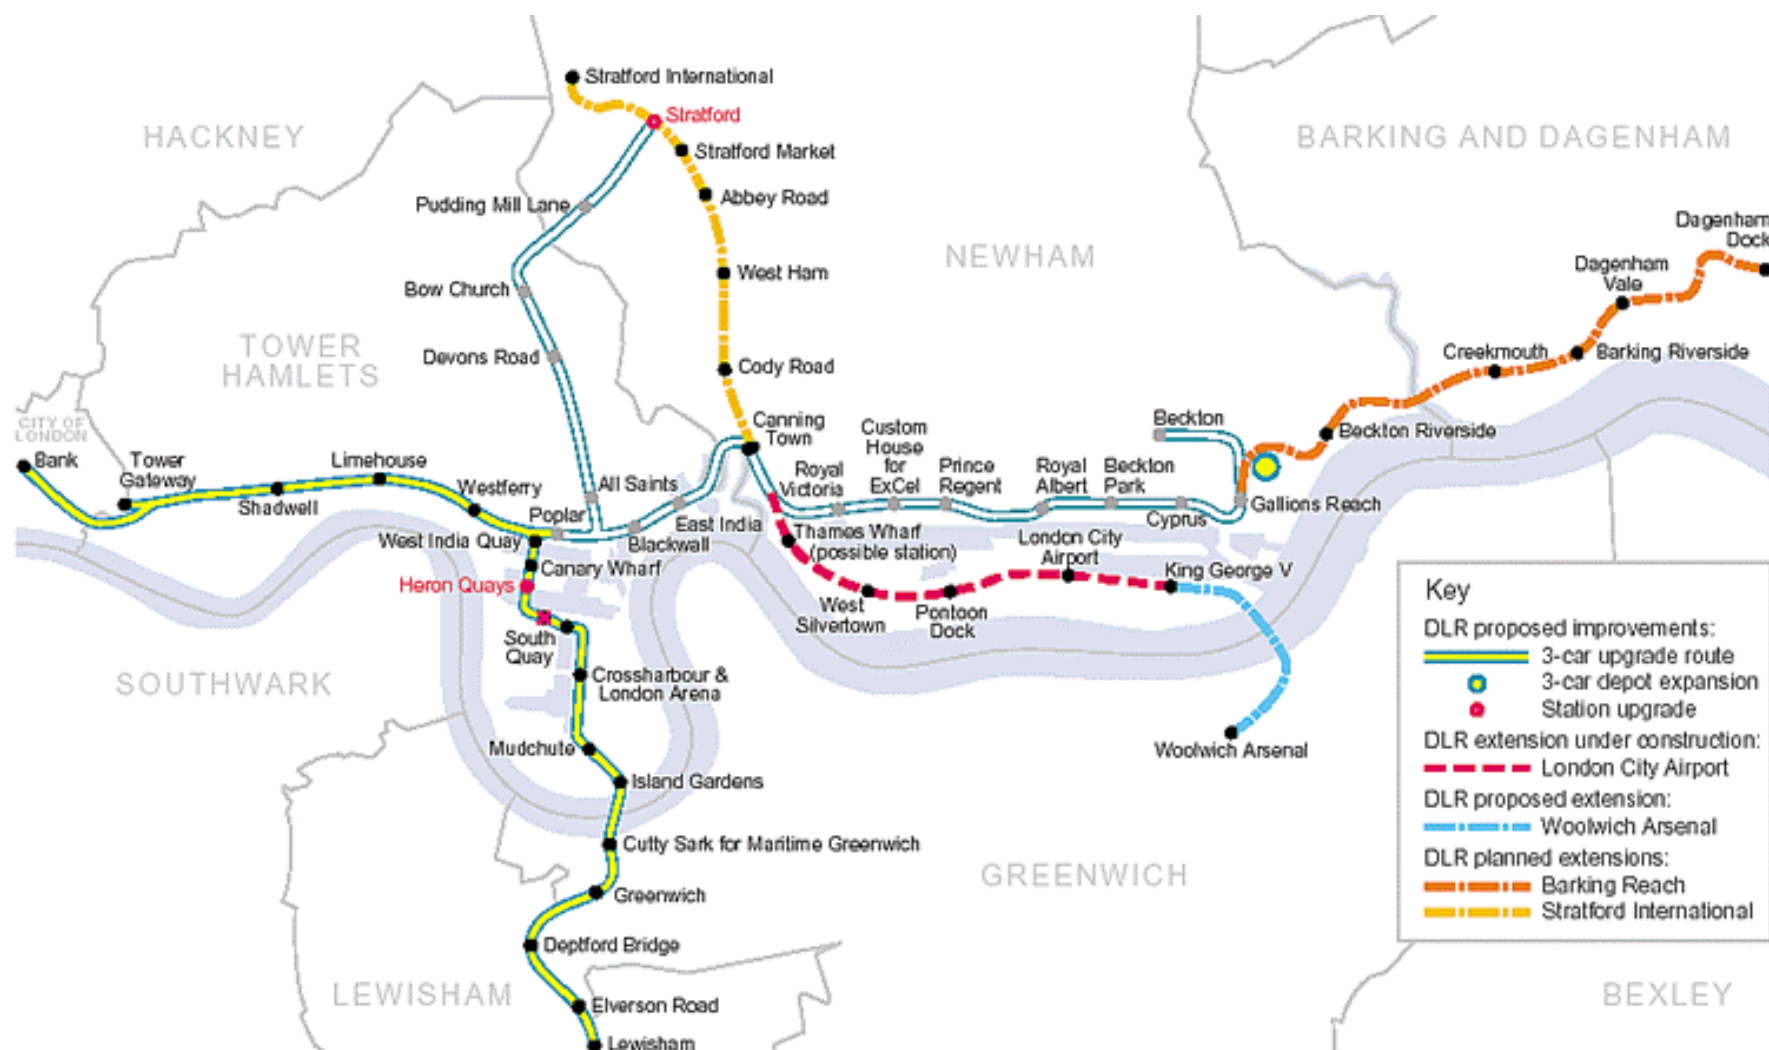 Stratford International
Stratford
HACKNEY
BARKING AND DAGENHAM
Stratford Market
Abbey Road
Pudding Mill Lane
Dagenham
Dock
NEWHAM
West Ham
Dagenham
Vale
Bow Church
TOWER
HAMLETS
Devons Road
Cody Road
Creekmouth
Barking Riverside
CITY OF
LONDON
Canning
Town
Beckton
Beckton Riverside
Custom
House
for
ExCel
Bank
Tower
Gateway
Limehouse
Royal
Victoria
Prince
Regent
Royal
Albert
Beckton
Park
Westferry
All Saints
Shadwell
Gallions Reach
Poplar
East India
Cyprus
West India Quay
Blackwall
Thames Wharf
(possible station)
London City
Airport
Canary Wharf
King George V
Heron Quays
West
Silvertown
Pontoon
Dock
South
Quay
SOUTHWARK
Crossharbour &
London Arena
Mudchute
Woolwich Arsenal
Island Gardens
Cutty Sark for Maritime Greenwich
GREENWICH
Greenwich
Deptford Bridge
LEWISHAM
Elverson Road
Lewisham
BEXLEY
Key
DLR proposed improvements:
3-car upgrade route
3-car depot expansion
Station upgrade
DLR extension under construction:
London City Airport
DLR proposed extension:
Woolwich Arsenal
DLR planned extensions:
Barking Reach
Stratford International